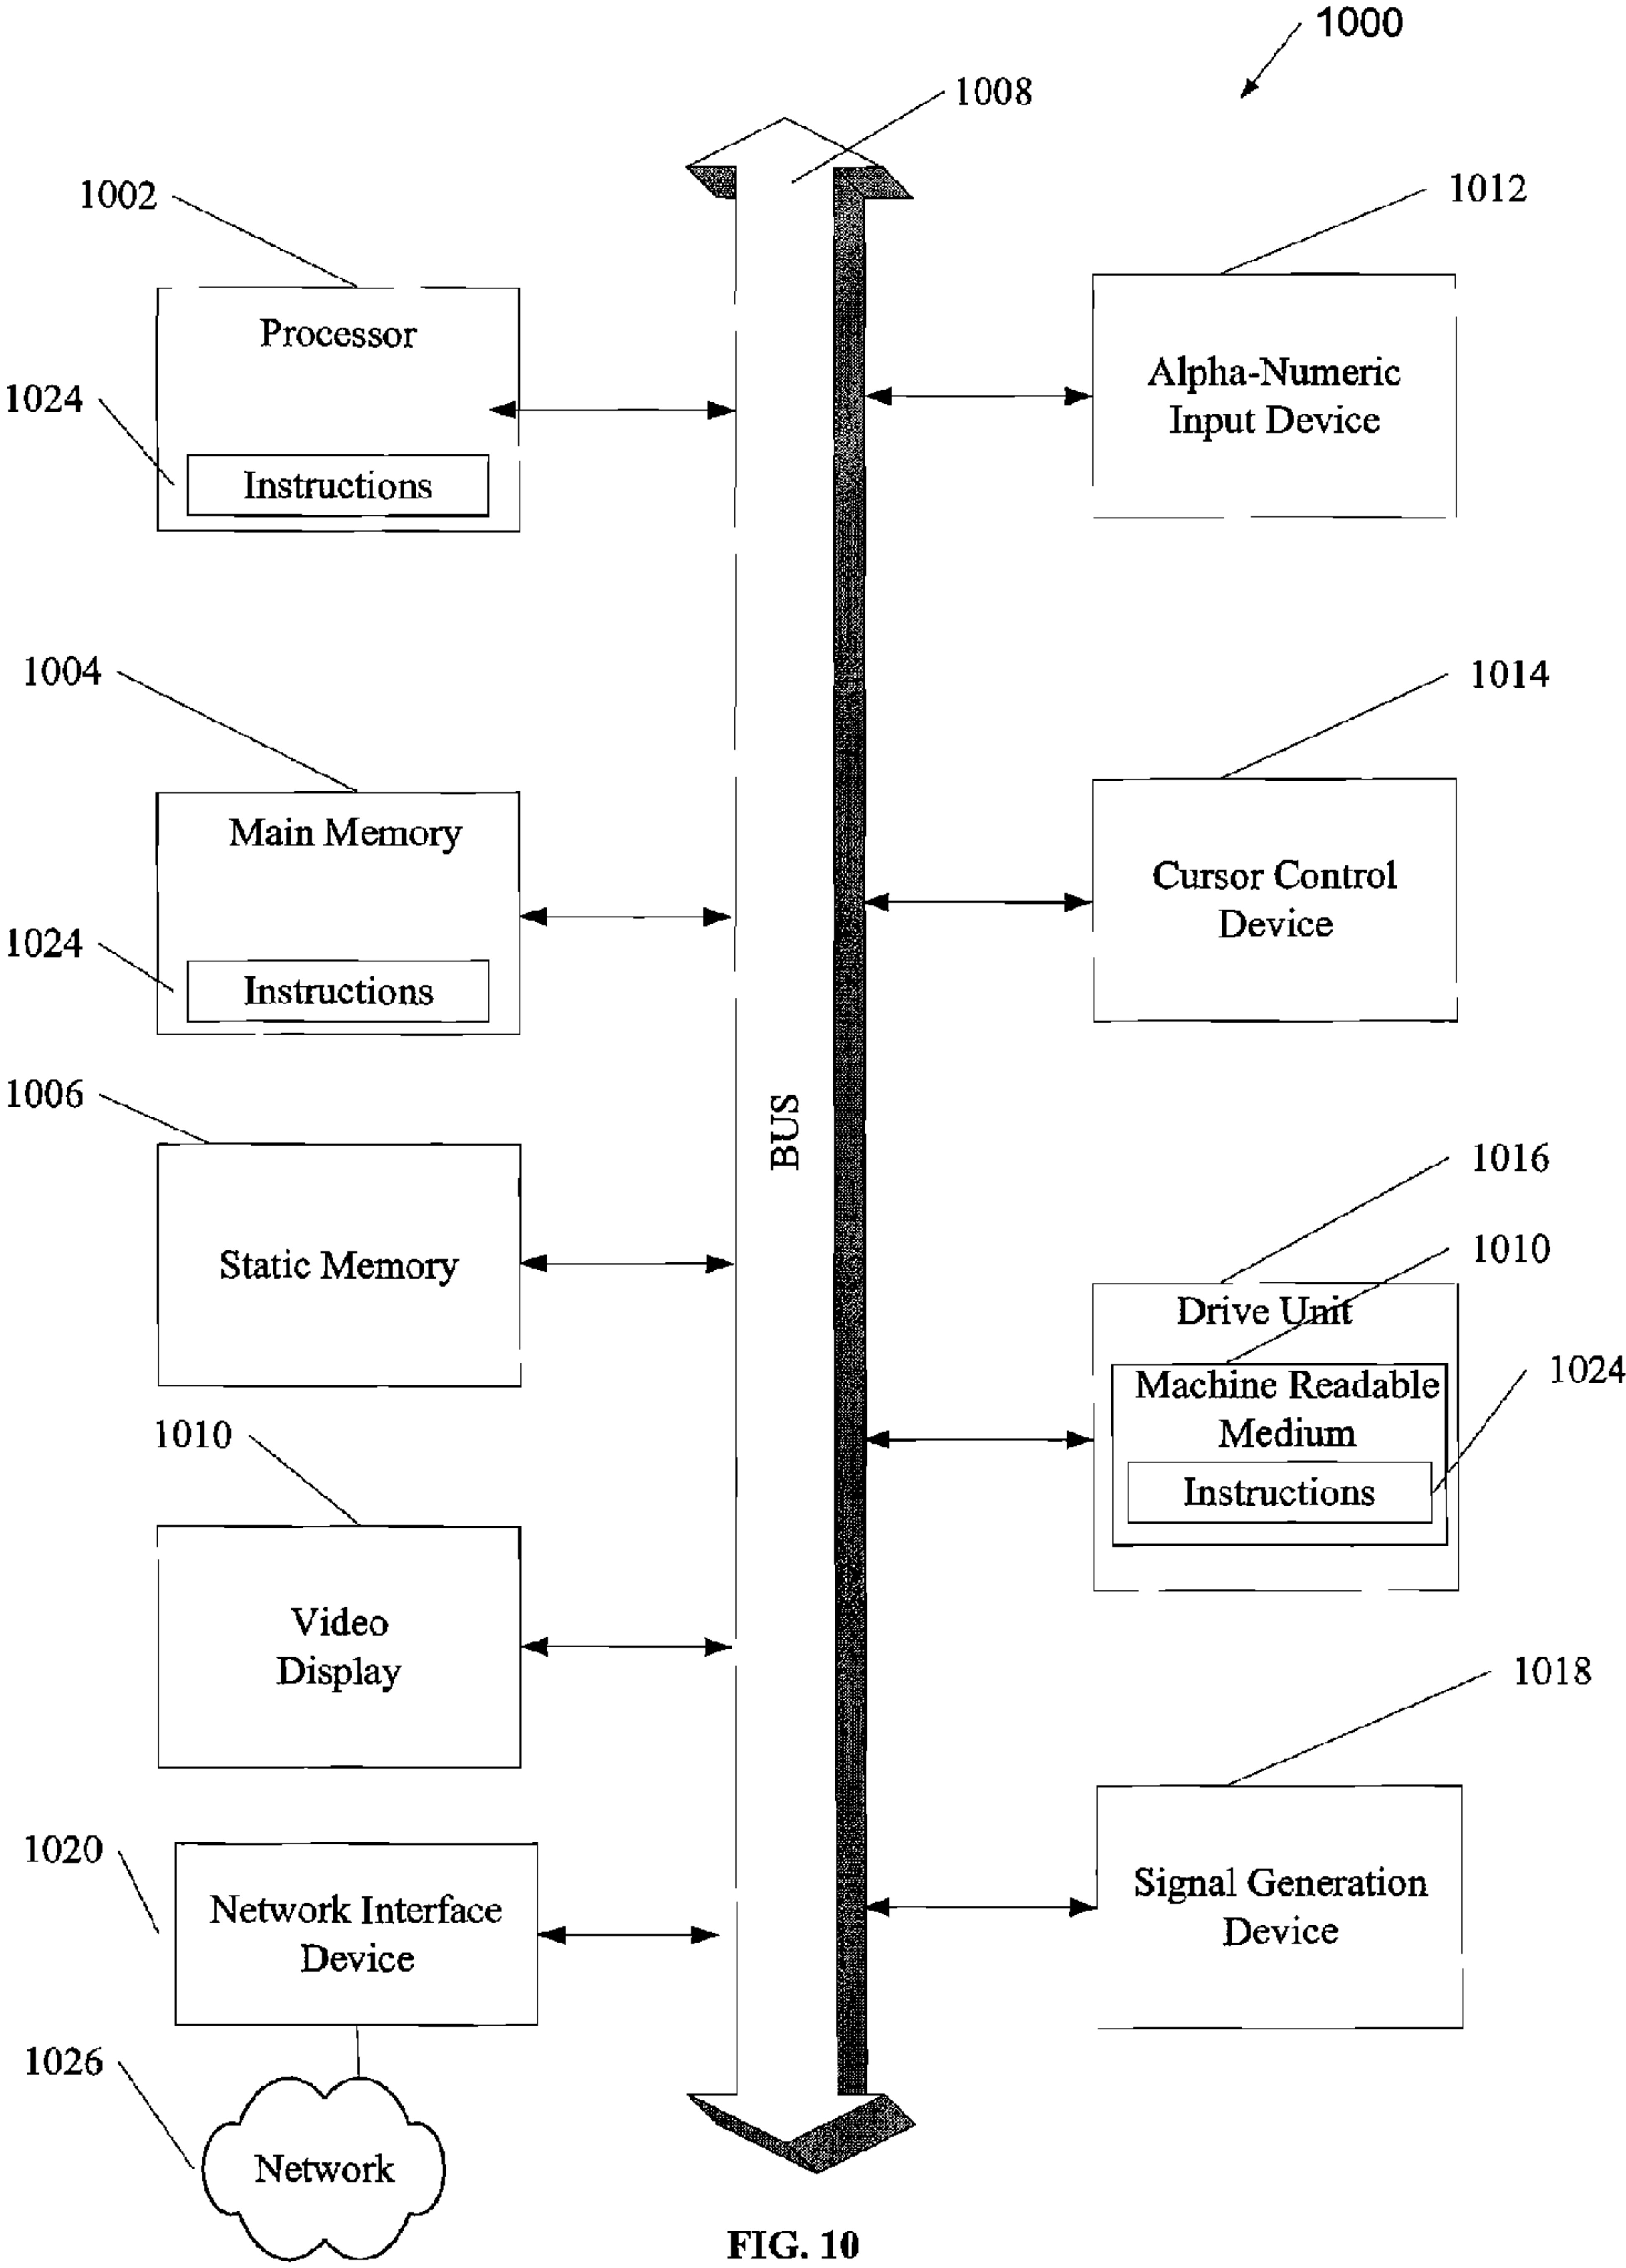 1000
1008
1002
Processor
1024
Instructions
1012
Alpha-Numeric
Input Device
1004
Main Memory
1024
Instructions
1014
Cursor Control
Device
1006
Static Memory
BUS
1016
1010
Drive Unit
Machine Readable
Medium
1024
Instructions
1010
Video
Display
1018
Signal Generation
Device
1020
Network Interface
Device
1026
Network
FIG. 10